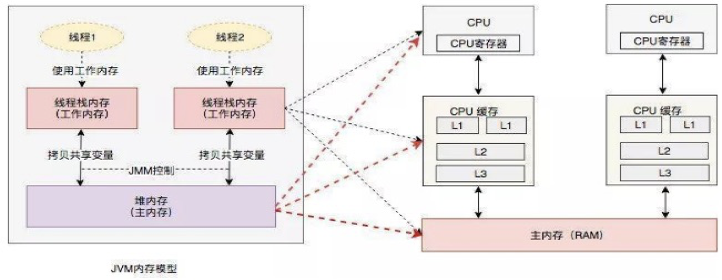 线程1
线程2
使用工作内存
使用工作内存
线程栈内存
(工作内存)
线程栈内存
(工作内存)
拷贝共享变量
拷贝共享变量
JMM控制
堆内存
(主内存)
JVM内存模型
CPU
CPU寄存器
CPU 缓存
L1
L1
L2
L3
CPU
CPU寄存器
CPU 缓存
L1
L1
L2
L3
主内存（RAM）